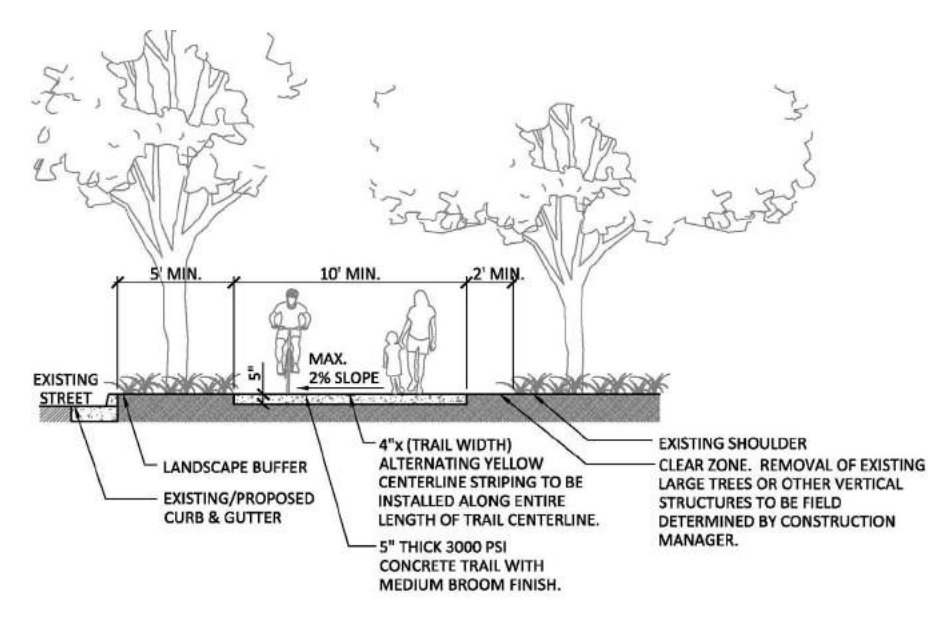 5' MIN.
10' MIN.
2' MIN.
5"
MAX.
2% SLOPE
EXISTING
STREET
LANDSCAPE BUFFER
EXISTING/PROPOSED
CURB & GUTTER
4"x (TRAIL WIDTH)
ALTERNATING YELLOW
CENTERLINE STRIPING TO BE
INSTALLED ALONG ENTIRE
LENGTH OF TRAIL CENTERLINE.
5" THICK 3000 PSI
CONCRETE TRAIL WITH
MEDIUM BROOM FINISH.
EXISTING SHOULDER
CLEAR ZONE. REMOVAL OF EXISTING
LARGE TREES OR OTHER VERTICAL
STRUCTURES TO BE FIELD
DETERMINED BY CONSTRUCTION
MANAGER.